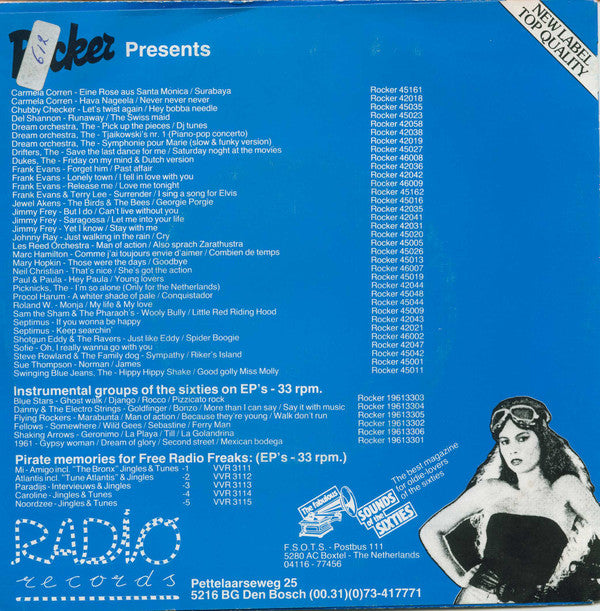 Rocker Presents
6/12
NEW LABEL
TOP QUALITY
Carmela Corren - Eine Rose aus Santa Mónica / Surabaya Rocker 45161
Carmela Corren - Hava Nageela / Never never never Rocker 42018
Chubby Checker - Let's twist again / Hey bobba needle Rocker 45035
Del Shannon - Runaway / The Swiss maid Rocker 45023
Dream orchestra, The - Pick up the pieces / Dj tunes Rocker 42058
Dream orchestra, The - Tjaikowski's nr. 1 (Piano-pop concerto) Rocker 42038
Dream orchestra, The - Symphonie pour Marie (slow & funky version) Rocker 42019
Drifters, The - Save the last dance for me / Saturday night at the movies Rocker 45027
Dukes, The - Friday on my mind & Dutch version Rocker 46008
Frank Evans - Forget him / Past affair Rocker 42036
Frank Evans - Lonely town / I fell in love with you Rocker 42042
Frank Evans - Release me / Love me tonight Rocker 46009
Frank Evans & Terry Lee - Surrender / I sing a song for Elvis Rocker 45162
Jewel Akens - The Birds & The Bees / Georgie Porgie Rocker 45016
Jimmy Frey - But I do / Can't live without you Rocker 42035
Jimmy Frey - Saragossa / Let me into your life Rocker 42041
Jimmy Frey - Yet I know / Stay with me Rocker 42031
Johnny Ray - Just walking in the rain / Cry Rocker 45020
Les Reed Orchestra - Man of action / Also sprach Zarathustra Rocker 45005
Marc Hamilton - Comme j'ai toujours envie d'aimer / Combien de temps Rocker 45026
Mary Hopkin - Those were the days / Goodbye Rocker 45013
Neil Christian - That's nice / She's got the action Rocker 46007
Paul & Paula - Hey Paula / Young lovers Rocker 45019
Picknicks, The - I'm so alone (Only for the Netherlands) Rocker 42044
Procol Harum - A whiter shade of pale / Conquistador Rocker 45048
Roland W. - Monja / My life & My love Rocker 45044
Sam the Sham & The Pharaoh's - Wooly Bully / Little Red Riding Hood Rocker 45009
Septimus - If you wonna be happy Rocker 42043
Septimus - Keep searchin' Rocker 42021
Shotgun Eddy & the Ravers - Just like Eddy / Spider Boogie Rocker 46002
Sofie - Oh, I really wanna go with you Rocker 42047
Steve Rowland & The Family dog - Sympathy / Riker's Island Rocker 42042
Sue Thompson - Norman / James Rocker 45001
Swinging Blue Jeans, The - Hippy Hippy Shake / Good golly Miss Molly Rocker 45011
Instrumental groups of the sixties on EP's - 33 rpm.
Blue Stars - Ghost walk / Django / Rocco / Pizzicato rock Rocker 19613303
Danny & The Electro Strings - Goldfinger / Bonzo / More than I can say / Say it with music Rocker 19613304
Flying Rockers - Marabunta / Man of action / Because they're young / Walk don't run Rocker 19613305
Fellows - Somewhere / Wild Gees / Sebastine / Ferry Man Rocker 19613302
Shaking Arrows - Geronimo / La Playa / Till / La Golandrina Rocker 19613306
1961 - Gypsy woman / Dream of glory / Second street / Mexican bodega Rocker 19613301
Pirate memories for Free Radio Freaks: (EP's - 33 rpm.)
Mi - Amigo incl. "The Bronx" Jingles & Tunes -1 VVR 3111
Atlantis incl. "Tune Atlantis" & Jingles -2 VVR 3112
Paradijs - Intervieuws & Jingles -3 VVR 3113
Caroline - Jingles & Tunes -4 VVR 3114
Noordzee - Jingles & Tunes -5 VVR 3115
The fabulous
SOUNDS
of the
SIXTIES
The best magazine
for oldie-lovers
of the sixties
F.S.O.T.S. - Postbus 111
5280 AC Boxtel - The Netherlands
04116 - 77456
RADIO
records
Pettelaarseweg 25
5216 BG Den Bosch (00.31)(0)73-417771